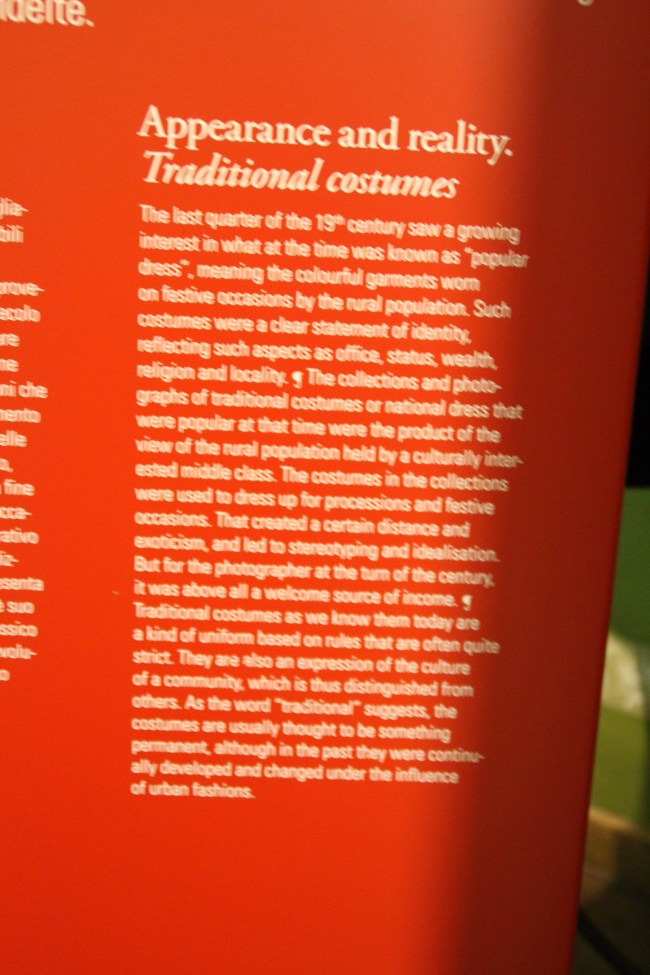 Appearance and reality.
Traditional costumes
The last quarter of the 19th century saw a growing
interest in what at the time was known as "popular
dress", meaning the colourful garments worn
on festive occasions by the rural population. Such
costumes were a clear statement of identity,
reflecting such aspects as office, status, wealth,
religion and locality. ¶ The collections and photo-
graphs of traditional costumes or national dress that
were popular at that time were the product of the
view of the rural population held by a culturally inter-
ested middle class. The costumes in the collections
were used to dress up for processions and festive
occasions. That created a certain distance and
exoticism, and led to stereotyping and idealisation.
But for the photographer at the turn of the century,
it was above all a welcome source of income. ¶
Traditional costumes as we know them today are
a kind of uniform based on rules that are often quite
strict. They are also an expression of the culture
of a community, which is thus distinguished from
others. As the word "traditional" suggests, the
costumes are usually thought to be something
permanent, although in the past they were continu-
ally developed and changed under the influence
of urban fashions.